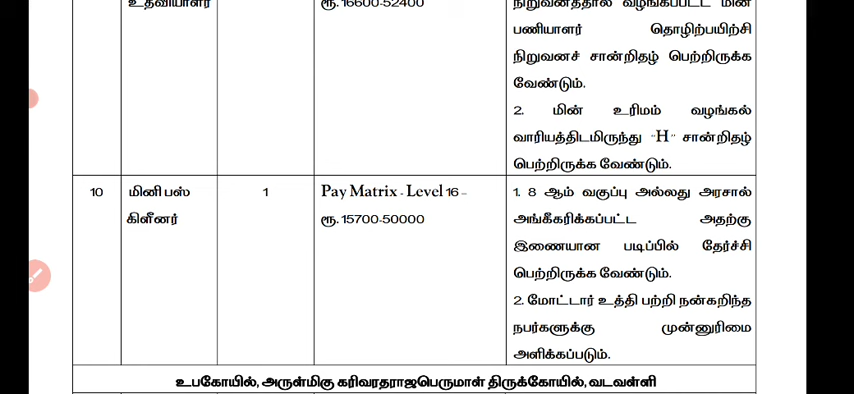 உதவியாளர்
ரூ. 16600-52400
நிறுவனத்தால் வழங்கப்பட்ட மின்
பணியாளர் தொழிற்பயிற்சி
நிறுவனச் சான்றிதழ் பெற்றிருக்க
வேண்டும்.
2. மின் உரிமம் வழங்கல்
வாரியத்திடமிருந்து "H" சான்றிதழ்
பெற்றிருக்க வேண்டும்.
10
மினி பஸ்
கிளீனர்
1
Pay Matrix - Level 16 –
ரூ. 15700-50000
1. 8 ஆம் வகுப்பு அல்லது அரசால்
அங்கீகரிக்கப்பட்ட அதற்கு
இணையான படிப்பில் தேர்ச்சி
பெற்றிருக்க வேண்டும்.
2. மோட்டார் உத்தி பற்றி நன்கறிந்த
நபர்களுக்கு முன்னுரிமை
அளிக்கப்படும்.
உபகோயில், அருள்மிகு கரிவரதராஜபெருமாள் திருக்கோயில், வடவள்ளி